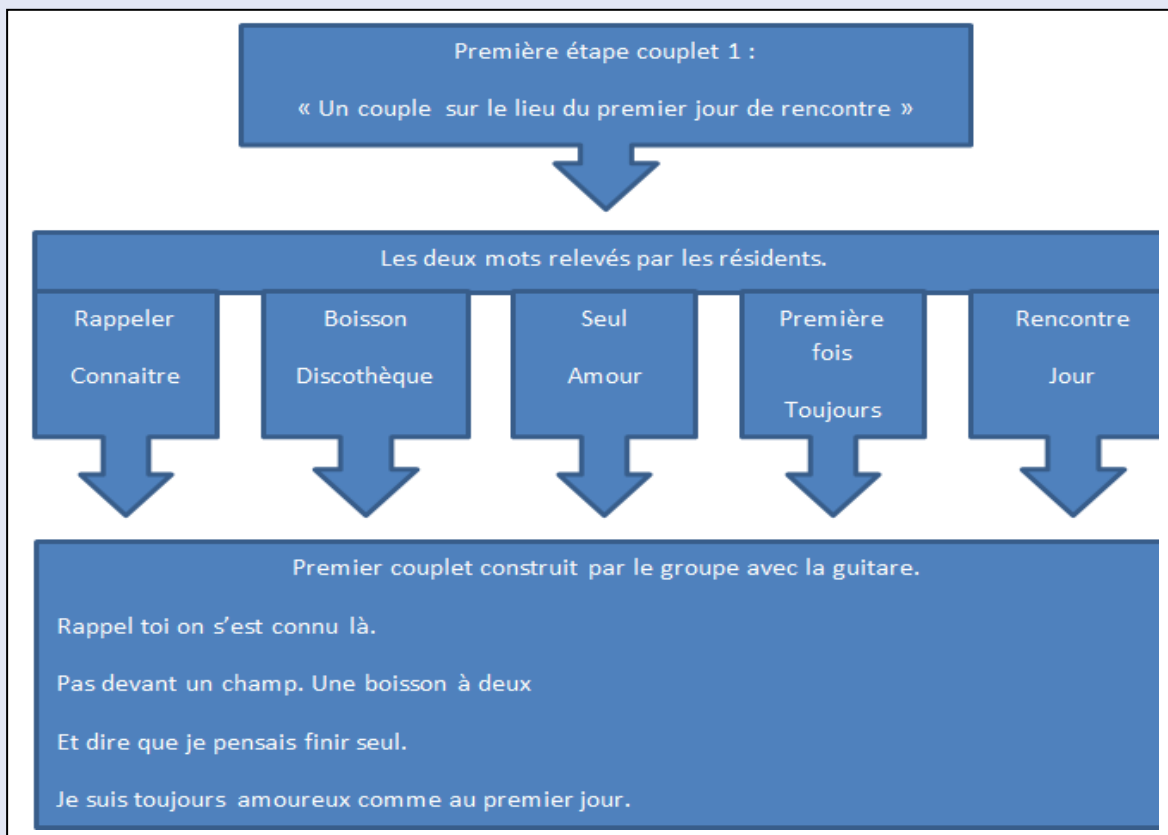 Première étape couplet 1 :
« Un couple sur le lieu du premier jour de rencontre »
Les deux mots relevés par les résidents.
Rappeler
Connaitre
Boisson
Discothèque
Seul
Amour
Première
fois
Toujours
Rencontre
Jour
Premier couplet construit par le groupe avec la guitare.
Rappel toi on s’est connu là.
Pas devant un champ. Une boisson à deux
Et dire que je pensais finir seul.
Je suis toujours amoureux comme au premier jour.